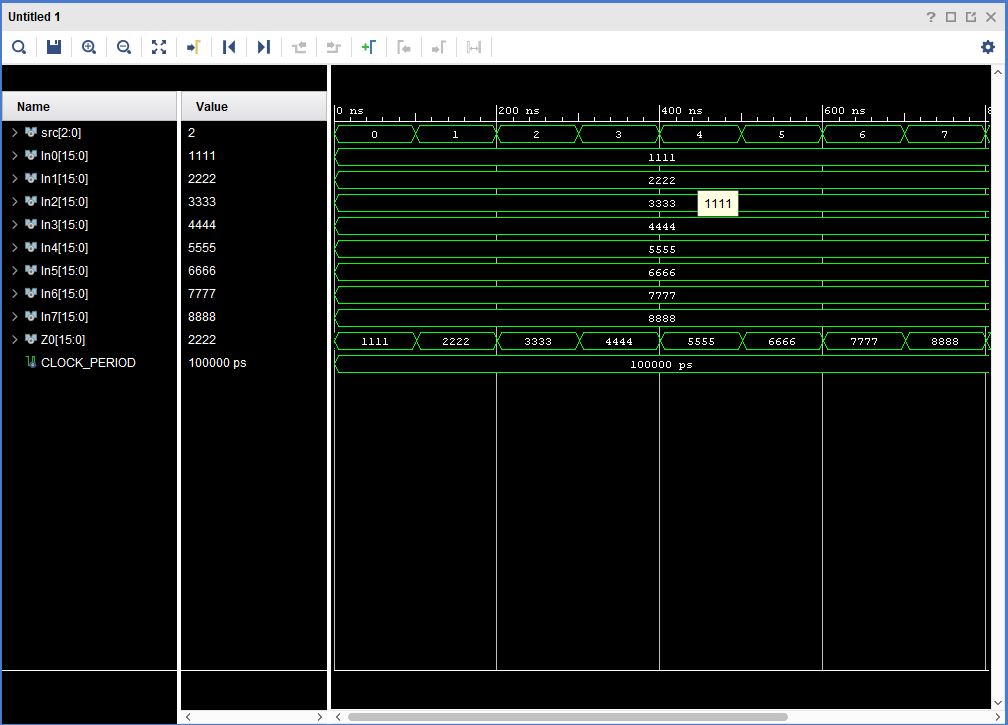 Untitled 1
?
Name Value
0 ns 200 ns 400 ns 600 ns 8
src[2:0] 2 0 1 2 3 4 5 6 7
In0[15:0] 1111 1111
In1[15:0] 2222 2222
In2[15:0] 3333 3333 1111
In3[15:0] 4444 4444
In4[15:0] 5555 5555
In5[15:0] 6666 6666
In6[15:0] 7777 7777
In7[15:0] 8888 8888
Z0[15:0] 2222 1111 2222 3333 4444 5555 6666 7777 8888
CLOCK_PERIOD 100000 ps 100000 ps